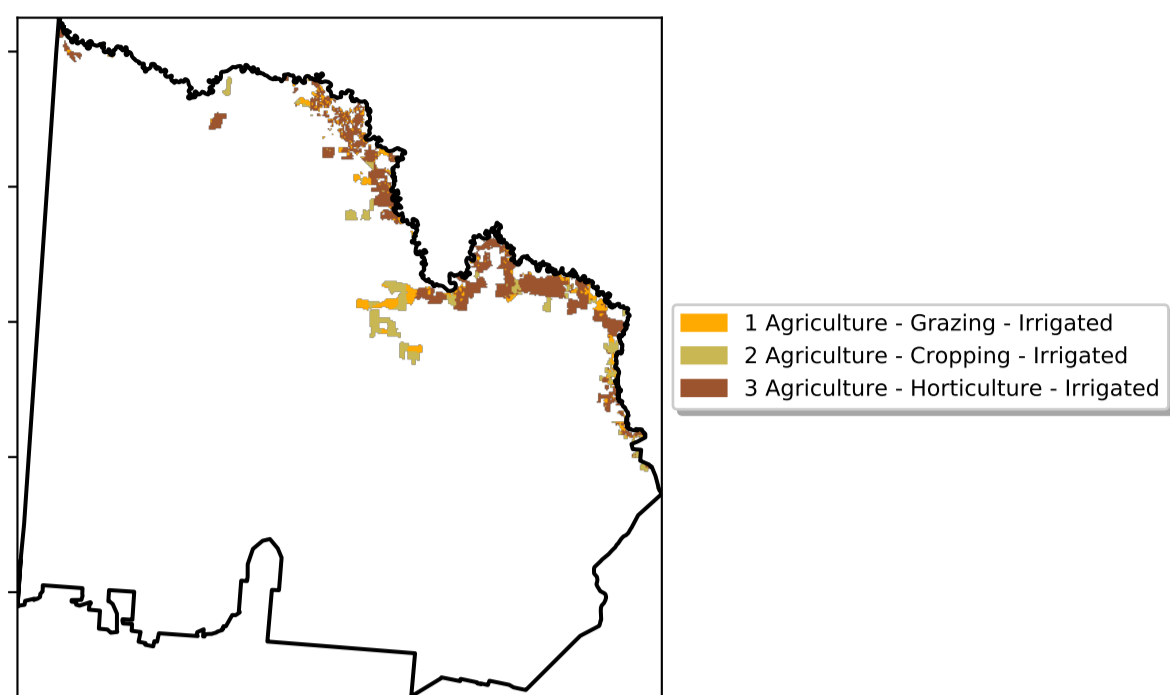 1 Agriculture - Grazing - Irrigated
2 Agriculture - Cropping - Irrigated
3 Agriculture - Horticulture - Irrigated